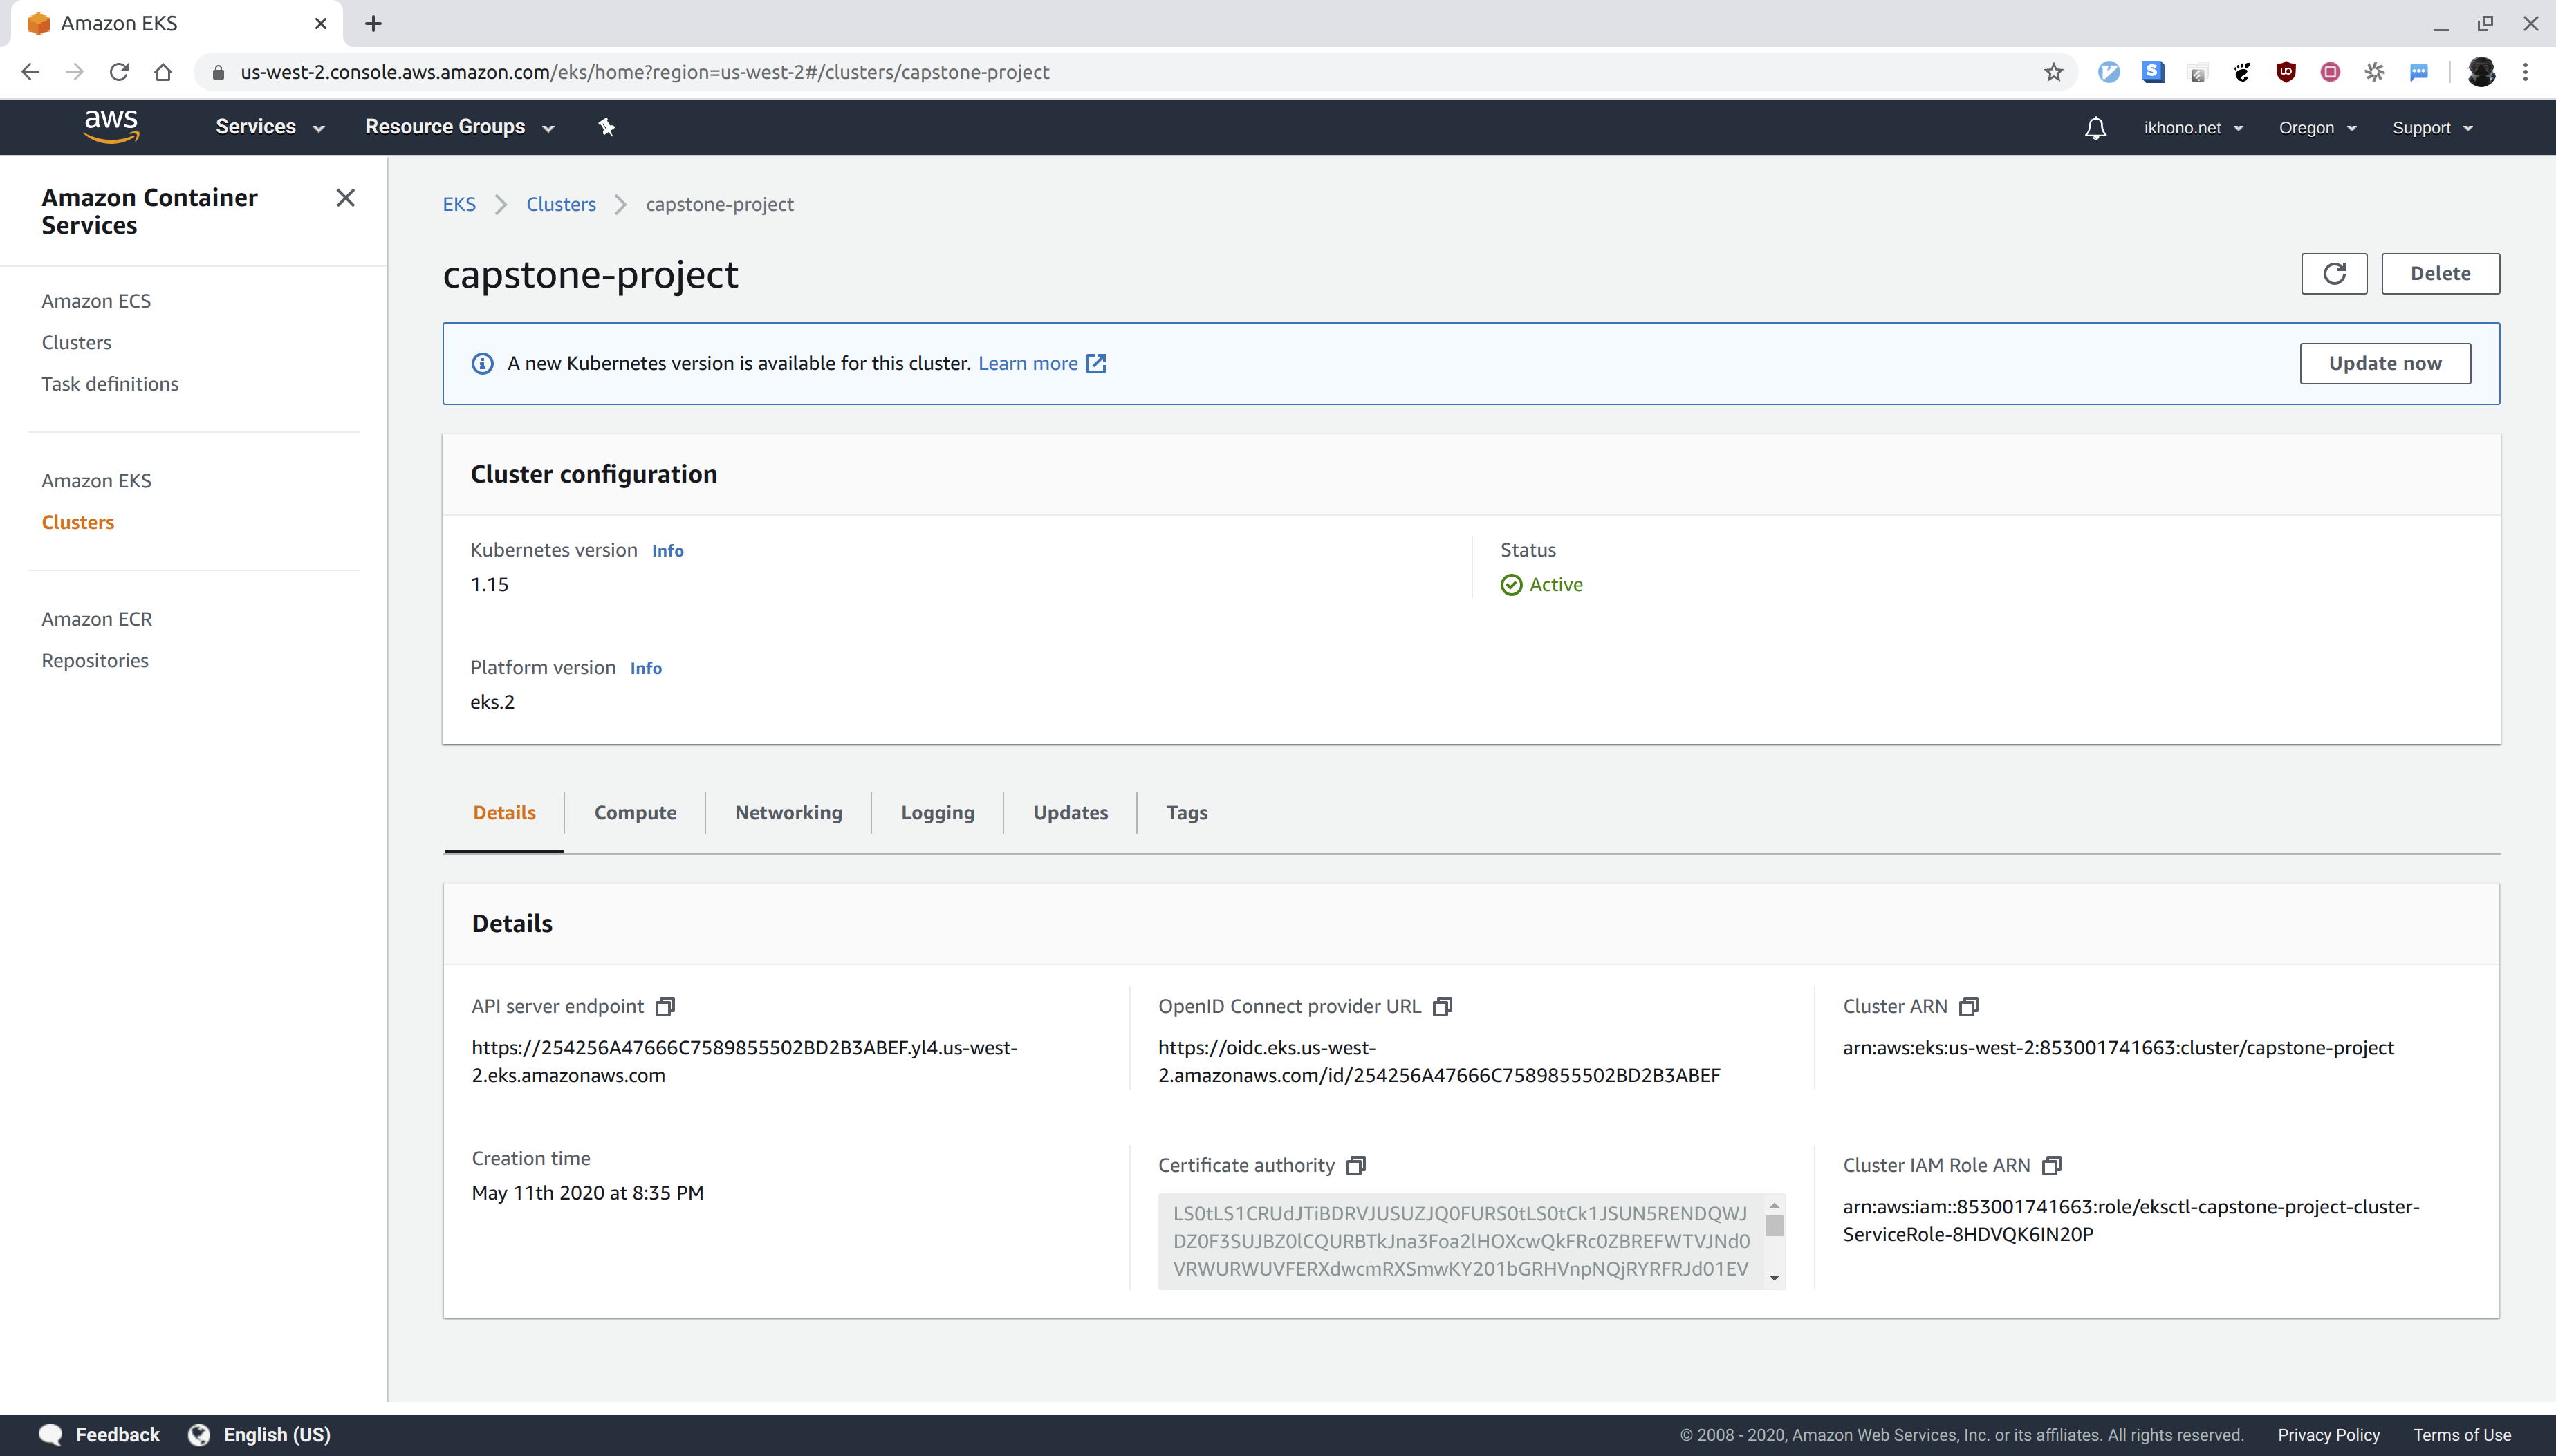 Amazon EKS
us-west-2.console.aws.amazon.com/eks/home?region=us-west-2#/clusters/capstone-project
aws
Services
Resource Groups
ikhono.net
Oregon
Support
Amazon Container
Services
Amazon ECS
Clusters
Task definitions
Amazon EKS
Clusters
Amazon ECR
Repositories
EKS
Clusters
capstone-project
capstone-project
Delete
A new Kubernetes version is available for this cluster. Learn more
Update now
Cluster configuration
Kubernetes version Info
1.15
Status
Active
Platform version Info
eks.2
Details
Compute
Networking
Logging
Updates
Tags
Details
API server endpoint
https://254256A47666C7589855502BD2B3ABEF.yl4.us-west-
2.eks.amazonaws.com
OpenID Connect provider URL
https://oidc.eks.us-west-
2.amazonaws.com/id/254256A47666C7589855502BD2B3ABEF
Cluster ARN
arn:aws:eks:us-west-2:853001741663:cluster/capstone-project
Creation time
May 11th 2020 at 8:35 PM
Certificate authority
LS0tLS1CRUdJTiBDRVJUSUZJQ0FURS0tLS0tCk1JSUN5RENDQWJ
DZ0F3SUJBZ0lCQURBTkJna3Foa2lHOXcwQkFRc0ZBREFWTVJNd0
VRWURWUVFERXdwcmRXSmwKY201bGRHVnpNQjRYRFRJd01EV
Cluster IAM Role ARN
arn:aws:iam::853001741663:role/eksctl-capstone-project-cluster-
ServiceRole-8HDVQK6IN20P
Feedback
English (US)
© 2008 - 2020, Amazon Web Services, Inc. or its affiliates. All rights reserved.
Privacy Policy
Terms of Use